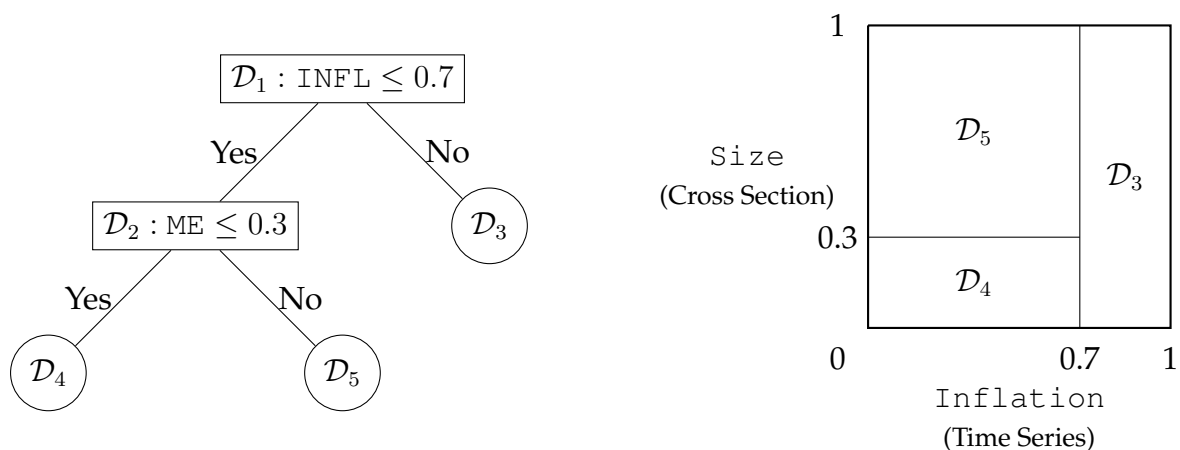 𝒟₁ : INFL ≤ 0.7
Yes
No
𝒟₂ : ME ≤ 0.3
𝒟₃
Yes
No
𝒟₄
𝒟₅
1
𝒟₅
Size
(Cross Section)
𝒟₃
0.3
𝒟₄
0
0.7
1
Inflation
(Time Series)